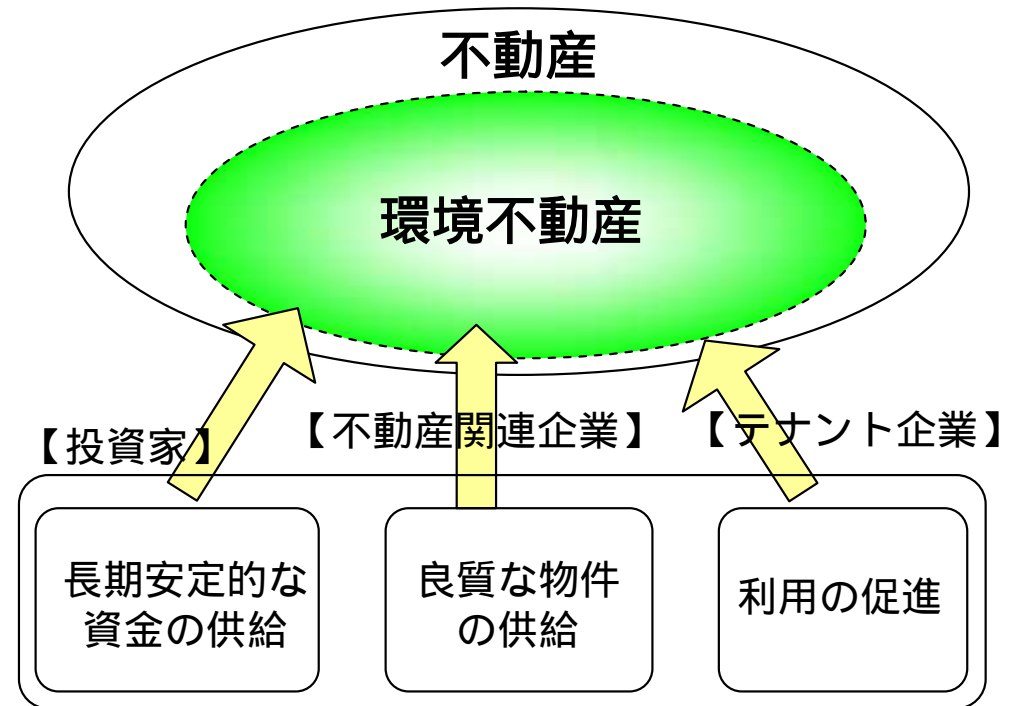 不動産
環境不動産
【投資家】
【不動産関連企業】
【テナント企業】
長期安定的な
資金の供給
良質な物件
の供給
利用の促進